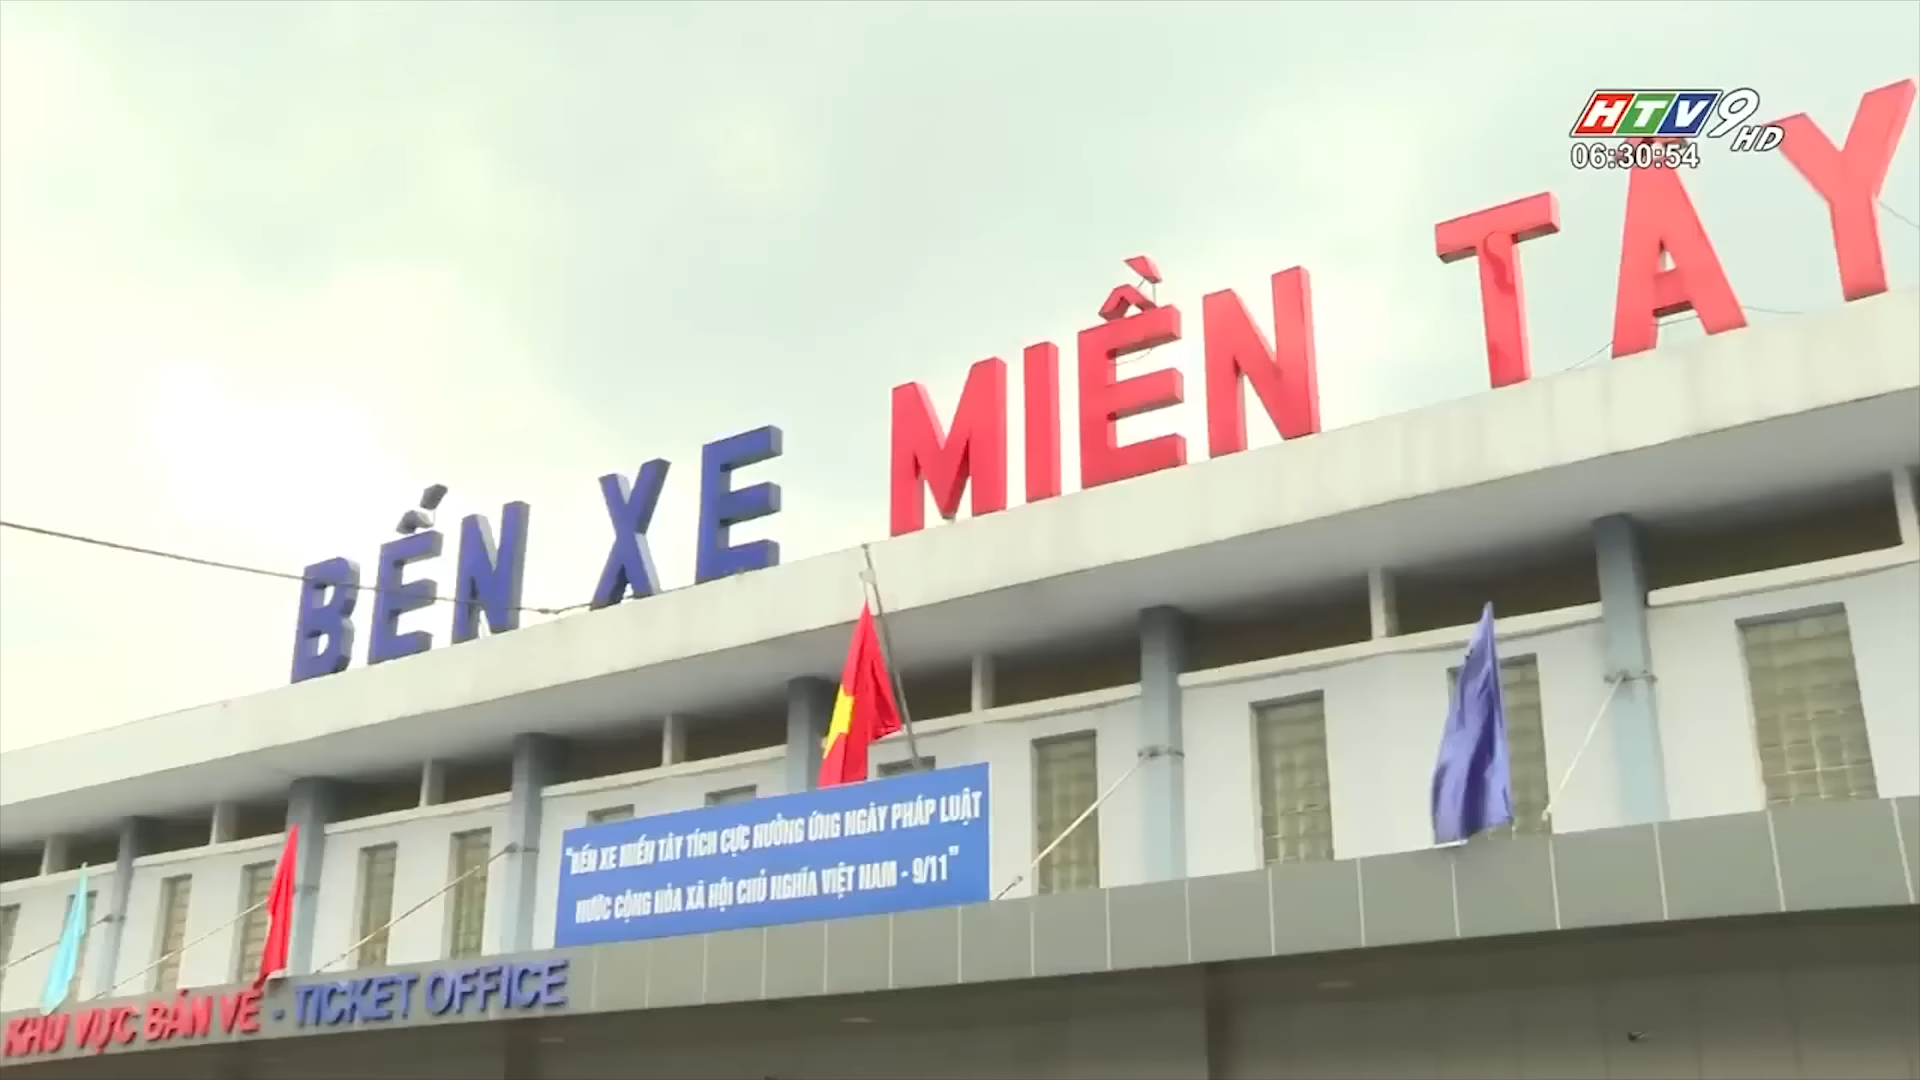 HTV9 HD
06:30:54
BẾN XE MIỀN TÂY
"BẾN XE MIỀN TÂY TÍCH CỰC HƯỞNG ỨNG NGÀY PHÁP LUẬT
NƯỚC CỘNG HÒA XÃ HỘI CHỦ NGHĨA VIỆT NAM - 9/11"
KHU VỰC BÁN VÉ - TICKET OFFICE